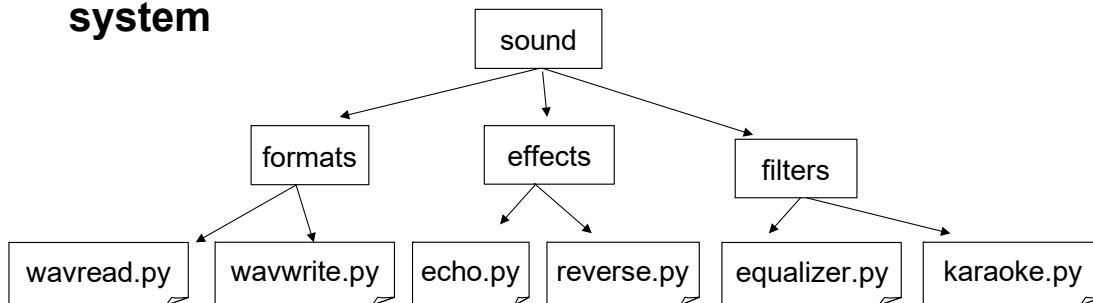 system
sound
formats
effects
filters
wavread.py
wavwrite.py
echo.py
reverse.py
equalizer.py
karaoke.py